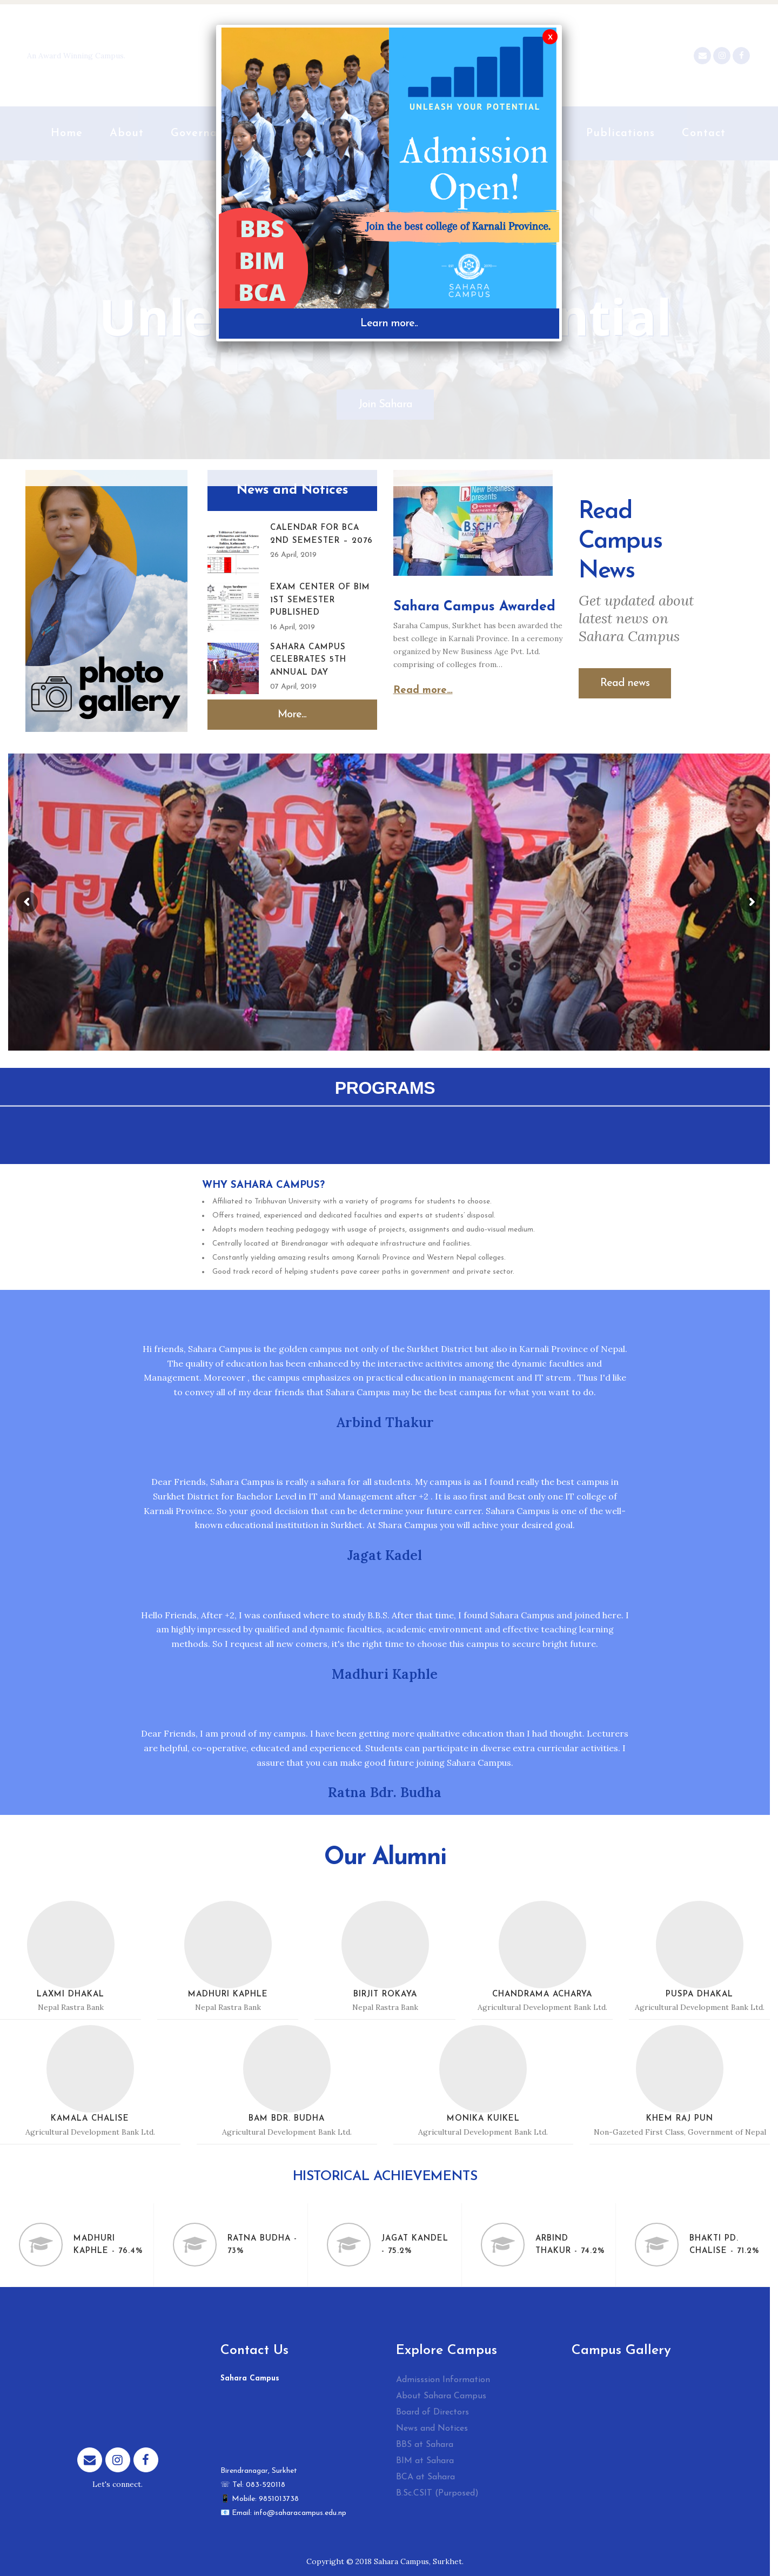 An Award Winning Campus
UNLEASH YOUR POTENTIAL
Admission
Open!
Join the best college of Karnali Province.
BBS
BIM
BCA
SAHARA
CAMPUS
x
Learn more..
Home
About
Publications
Contact
Join Sahara
photo
gallery
News and Notices
CALENDAR FOR BCA
2ND SEMESTER – 2076
26 April, 2019
EXAM CENTER OF BIM
1ST SEMESTER
PUBLISHED
16 April, 2019
SAHARA CAMPUS
CELEBRATES 5TH
ANNUAL DAY
07 April, 2019
More...
New Business
presents
Sahara Campus Awarded
Saraha Campus, Surkhet has been awarded the
best college in Karnali Province. In a ceremony
organized by New Business Age Pvt. Ltd.
comprising of colleges from...
Read more...
Read
Campus
News
Get updated about
latest news on
Sahara Campus
Read news
PROGRAMS
WHY SAHARA CAMPUS?
• Affiliated to Tribhuvan University with a variety of programs for students to choose.
• Offers trained, experienced and dedicated faculties and experts at students' disposal.
• Adopts modern teaching pedagogy with usage of projects, assignments and audio-visual medium.
• Centrally located at Birendranagar with adequate infrastructure and facilities.
• Constantly yielding amazing results among Karnali Province and Western Nepal colleges.
• Good track record of helping students pave career paths in government and private sector
Hi friends, Sahara Campus is the golden campus not only of the Surkhet District but also in Karnali Province of Nepal.
The quality of education has been enhanced by the interactive acitivites among the dynamic faculties and
Management. Moreover , the campus emphasizes on practical education in management and IT strem . Thus I'd like
to convey all of my dear friends that Sahara Campus may be the best campus for what you want to do.
Arbind Thakur
Dear Friends, Sahara Campus is really a sahara for all students. My campus is as I found really the best campus in
Surkhet District for Bachelor Level in IT and Management after +2 . It is aso first and Best only one IT college of
Karnali Province. So your good decision that can be determine your future carrer. Sahara Campus is one of the well-
known educational institution in Surkhet. At Shara Campus you will achive your desired goal.
Jagat Kadel
Hello Friends, After +2, I was confused where to study B.B.S. After that time, I found Sahara Campus and joined here. I
am highly impressed by qualified and dynamic faculties, academic environment and effective teaching learning
methods. So I request all new comers, it's the right time to choose this campus to secure bright future.
Madhuri Kaphle
Dear Friends, I am proud of my campus. I have been getting more qualitative education than I had thought. Lecturers
are helpful, co-operative, educated and experienced. Students can participate in diverse extra curricular activities. I
assure that you can make good future joining Sahara Campus.
Ratna Bdr. Budha
Our Alumni
LAXMI DHAKAL
Nepal Rastra Bank
MADHURI KAPHLE
Nepal Rastra Bank
BIRJIT ROKAYA
Nepal Rastra Bank
CHANDRAMA ACHARYA
Agricultural Development Bank Ltd.
PUSPA DHAKAL
Agricultural Development Bank Ltd.
KAMALA CHALISE
Agricultural Development Bank Ltd.
BAM BDR. BUDHA
Agricultural Development Bank Ltd.
MONIKA KUIKEL
Agricultural Development Bank Ltd.
KHEM RAJ PUN
Non-Gazeted First Class, Government of Nepal
HISTORICAL ACHIEVEMENTS
MADHURI
KAPHLE - 76.4%
RATNA BUDHA -
73%
JAGAT KANDEL
- 75.2%
ARBIND
THAKUR - 74.2%
BHAKTI PD.
CHALISE - 71.2%
Let's connect.
Contact Us
Sahara Campus
Birendranagar, Surkhet
☏ Tel: 083-520118
📱 Mobile: 9851013738
📧 Email: info@saharacampus.edu.np
Explore Campus
Admisssion Information
About Sahara Campus
Board of Directors
News and Notices
BBS at Sahara
BIM at Sahara
BCA at Sahara
B.Sc.CSIT (Purposed)
Campus Gallery
Copyright © 2018 Sahara Campus, Surkhet.